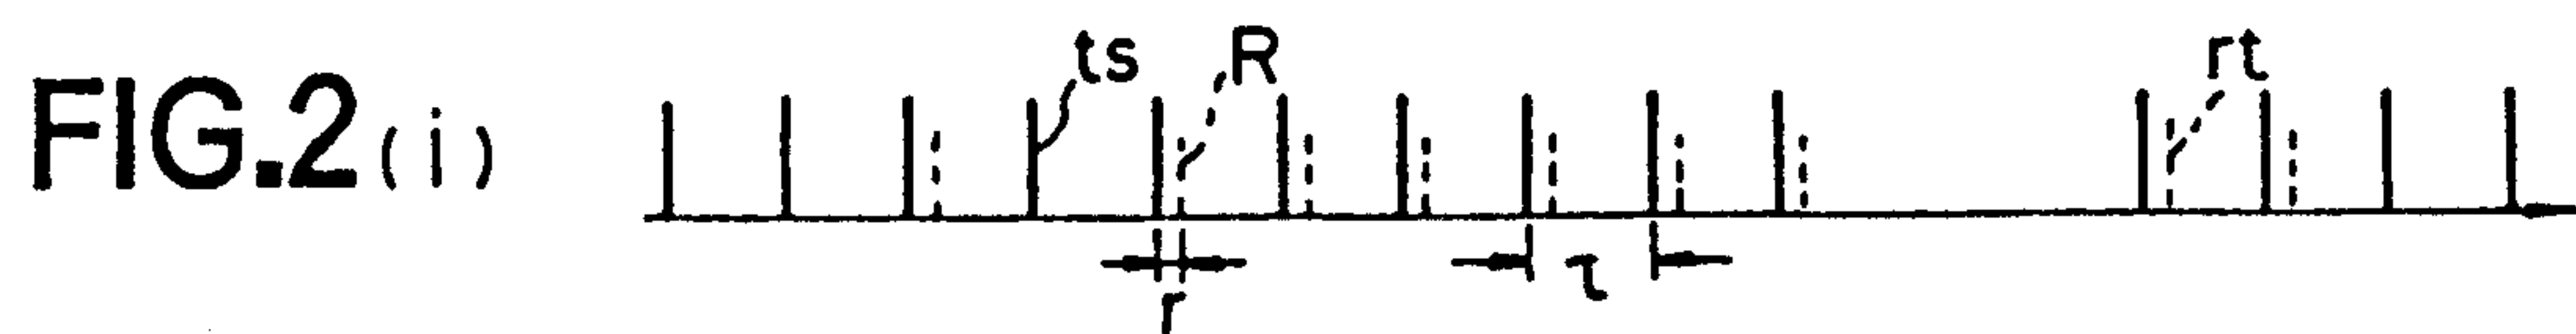 FIG.2(i)
ts
R
rt
r
τ